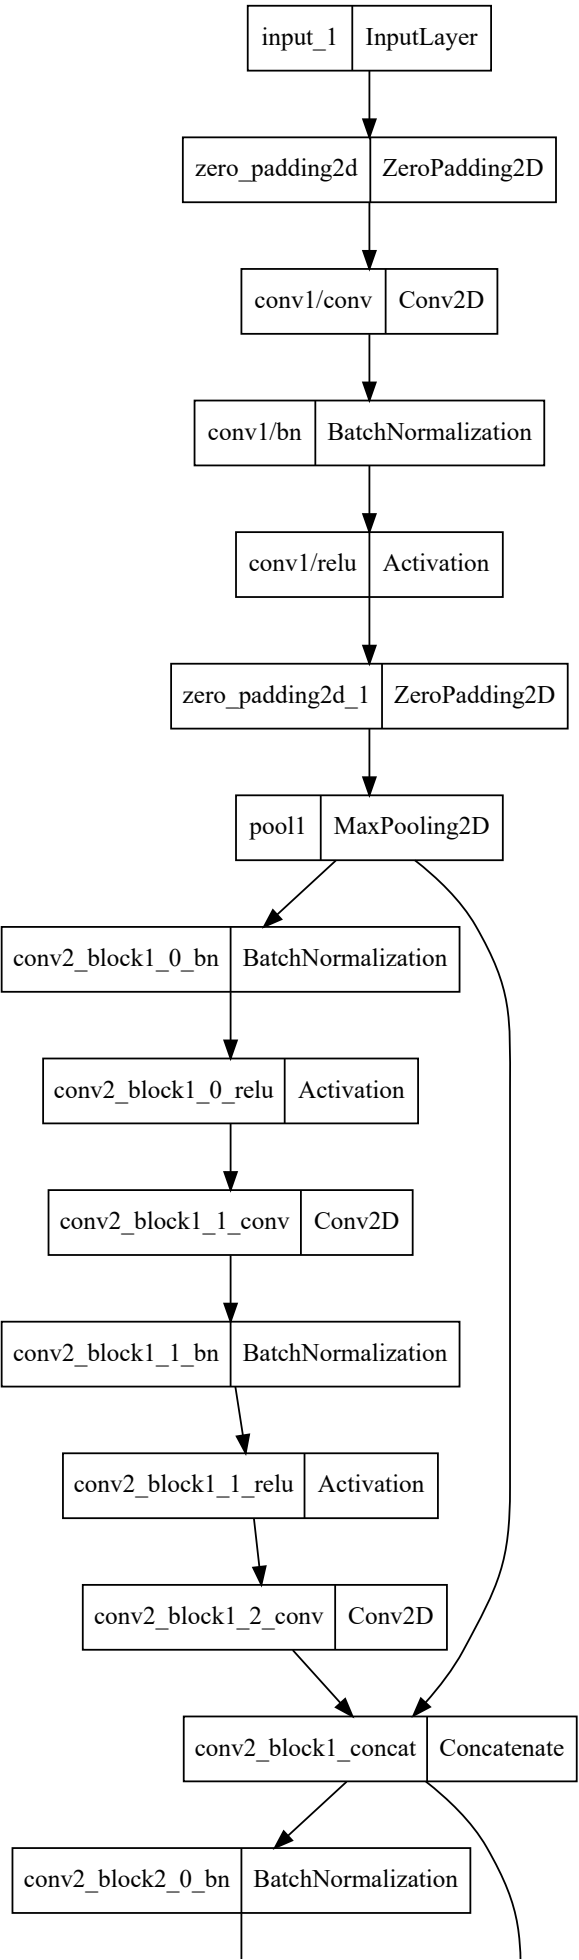 input_1 InputLayer
zero_padding2d ZeroPadding2D
conv1/conv Conv2D
conv1/bn BatchNormalization
conv1/relu Activation
zero_padding2d_1 ZeroPadding2D
pool1 MaxPooling2D
conv2_block1_0_bn BatchNormalization
conv2_block1_0_relu Activation
conv2_block1_1_conv Conv2D
conv2_block1_1_bn BatchNormalization
conv2_block1_1_relu Activation
conv2_block1_2_conv Conv2D
conv2_block1_concat Concatenate
conv2_block2_0_bn BatchNormalization